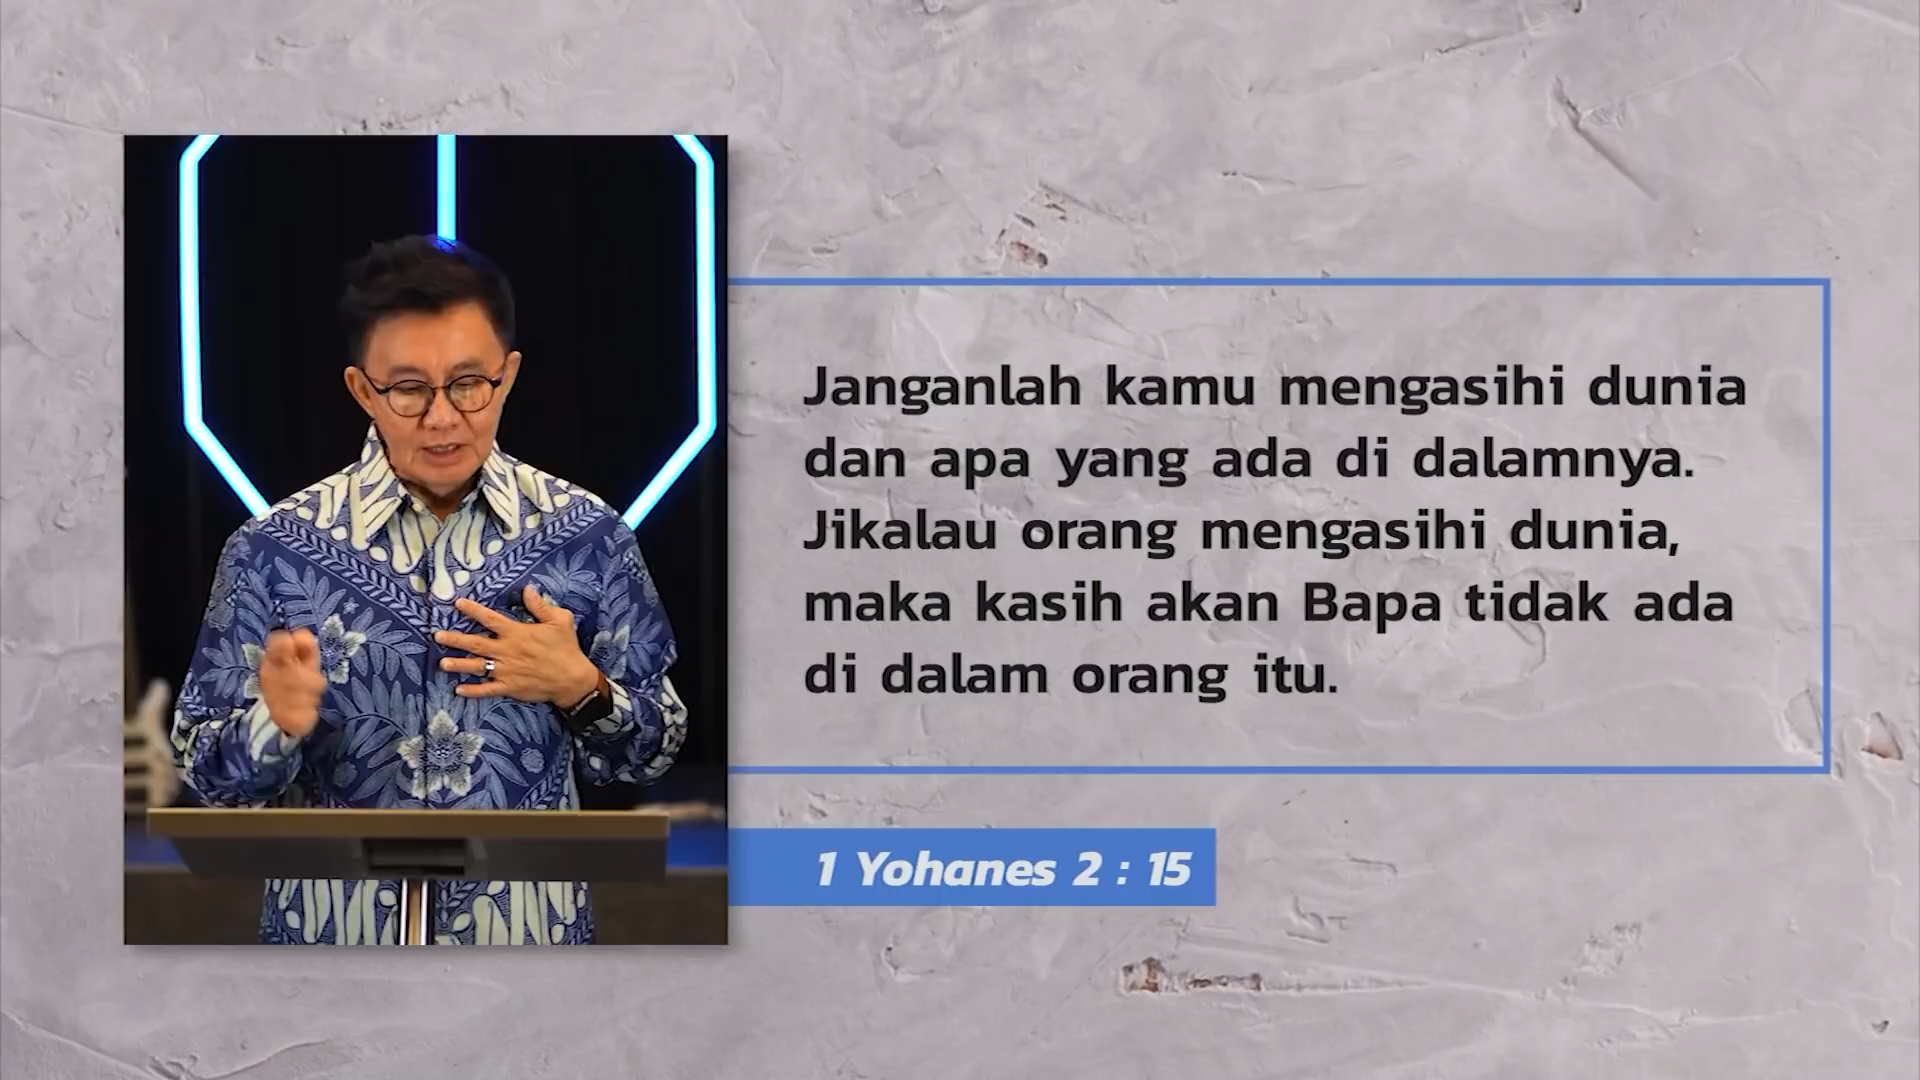 Janganlah kamu mengasihi dunia
dan apa yang ada di dalamnya.
Jikalau orang mengasihi dunia,
maka kasih akan Bapa tidak ada
di dalam orang itu.
1 Yohanes 2 : 15